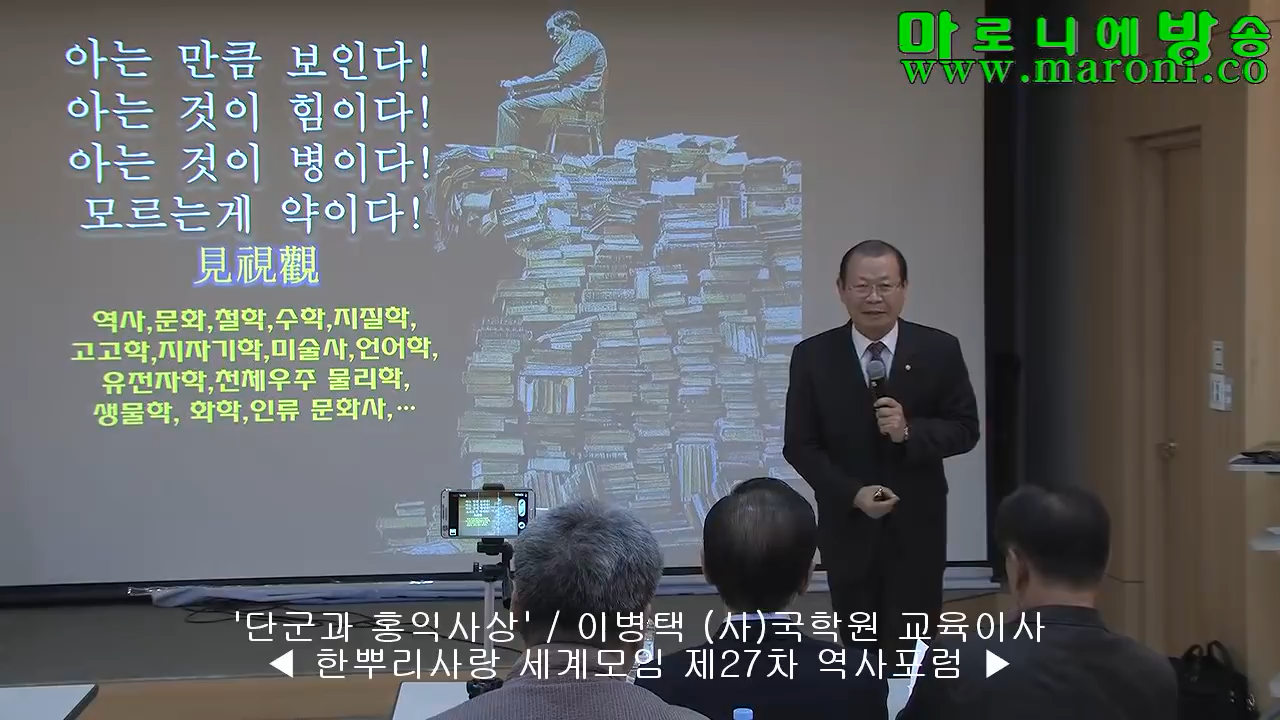 마로니에방송
www.maroni.co
아는 만큼 보인다!
아는 것이 힘이다!
아는 것이 병이다!
모르는게 약이다!
見視觀
역사,문화,철학,수학,지질학,
고고학,지자기학,미술사,언어학,
유전자학,천체우주 물리학,
생물학, 화학,인류 문화사,…
'단군과 홍익사상' / 이병택 (사)국학원 교육이사
◀ 한뿌리사랑 세계모임 제27차 역사포럼 ▶